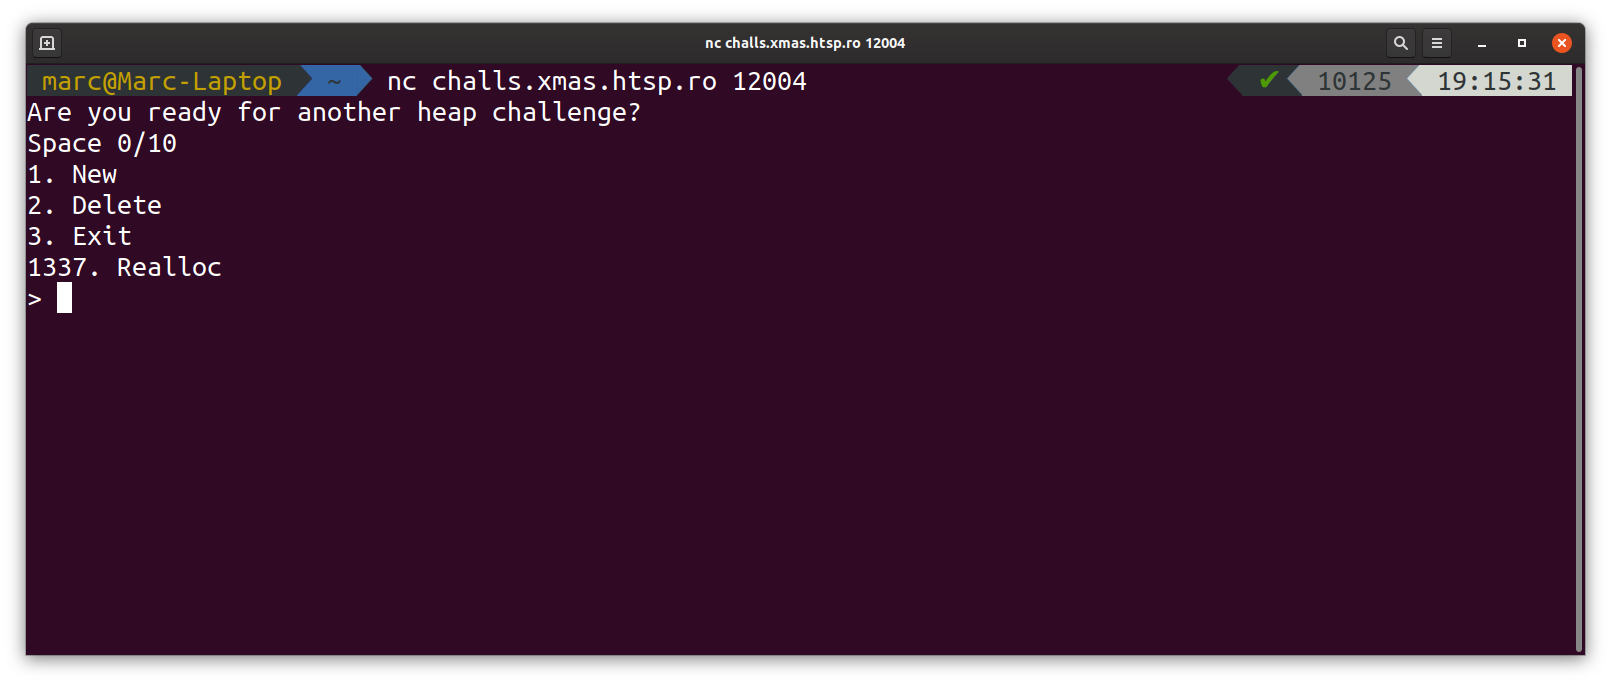 nc challs.xmas.htsp.ro 12004
marc@Marc-Laptop ~ nc challs.xmas.htsp.ro 12004 ✔ 10125 19:15:31
Are you ready for another heap challenge?
Space 0/10
1. New
2. Delete
3. Exit
1337. Realloc
>